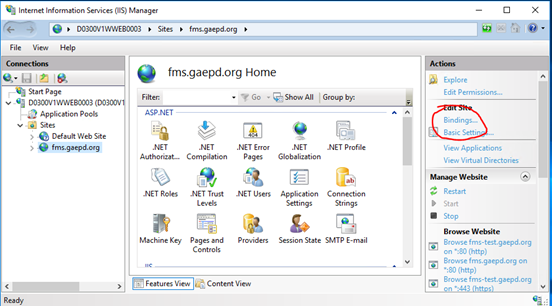 Internet Information Services (IIS) Manager
D0300V1WWEB0003 ▸ Sites ▸ fms.gaepd.org ▸
File View Help
Connections
Start Page
D0300V1WWEB0003 (D0300V1
Application Pools
Sites
Default Web Site
fms.gaepd.org
fms.gaepd.org Home
Filter: Go Show All Group by:
ASP.NET
.NET Authorizat...
.NET Compilation
.NET Error Pages
.NET Globalization
.NET Profile
.NET Roles
.NET Trust Levels
.NET Users
Application Settings
Connection Strings
Machine Key
Pages and Controls
Providers
Session State
SMTP E-mail
IIS
Features View Content View
Actions
Explore
Edit Permissions...
Edit Site
Bindings...
Basic Settings...
View Applications
View Virtual Directories
Manage Website
Restart
Start
Stop
Browse Website
Browse fms-test.gaepd.org
on *:80 (http)
Browse fms.gaepd.org on
*:80 (http)
Browse fms-test.gaepd.org
on *:443 (https)
Ready